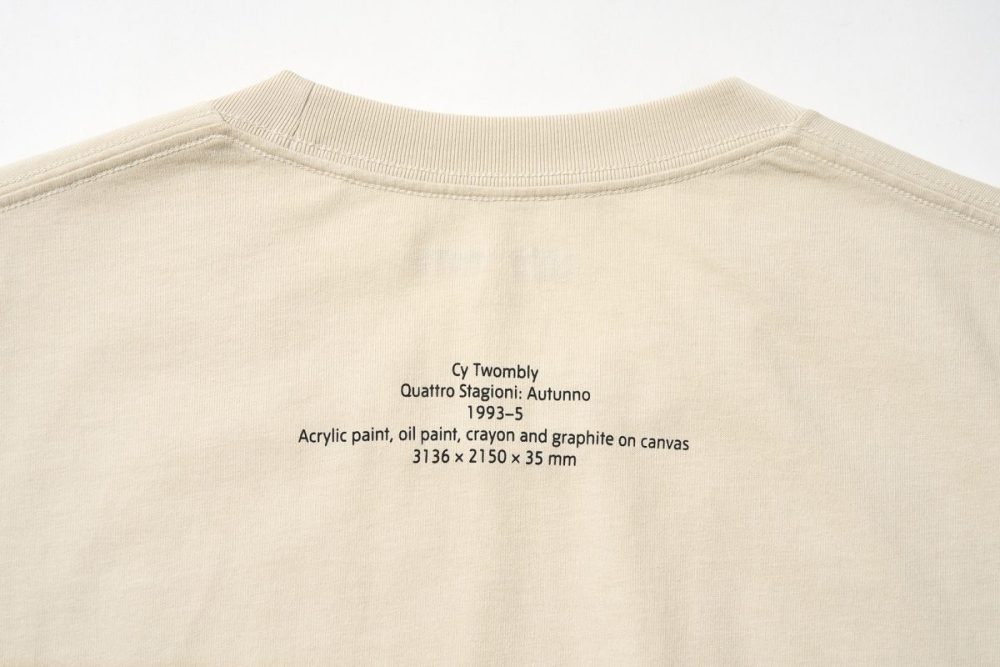 Cy Twombly
Quattro Stagioni: Autunno
1993–5
Acrylic paint, oil paint, crayon and graphite on canvas
3136 × 2150 × 35 mm